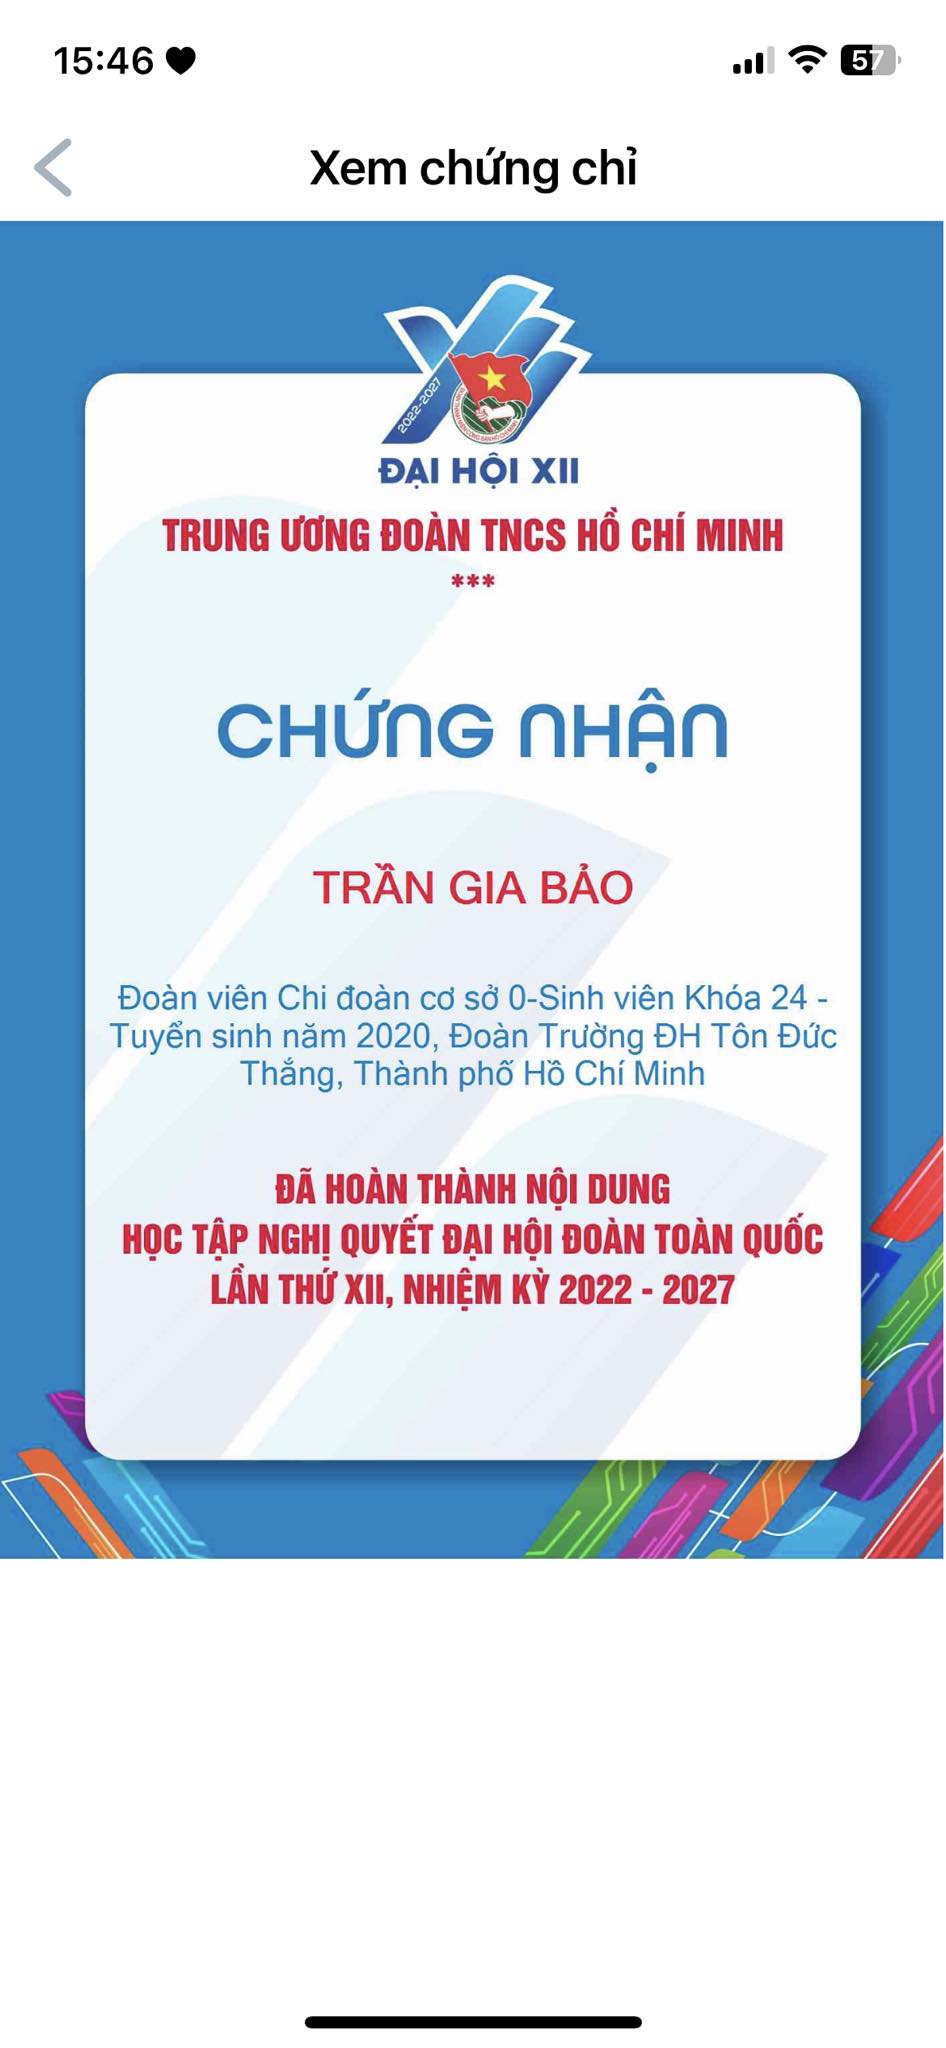 15:46
57
Xem chứng chỉ
2022-2027
ĐẠI HỘI XII
TRUNG ƯƠNG ĐOÀN TNCS HỒ CHÍ MINH
***
CHỨNG NHẬN
TRẦN GIA BẢO
Đoàn viên Chi đoàn cơ sở 0-Sinh viên Khóa 24 -
Tuyển sinh năm 2020, Đoàn Trường ĐH Tôn Đức
Thắng, Thành phố Hồ Chí Minh
ĐÃ HOÀN THÀNH NỘI DUNG
HỌC TẬP NGHỊ QUYẾT ĐẠI HỘI ĐOÀN TOÀN QUỐC
LẦN THỨ XII, NHIỆM KỲ 2022 - 2027